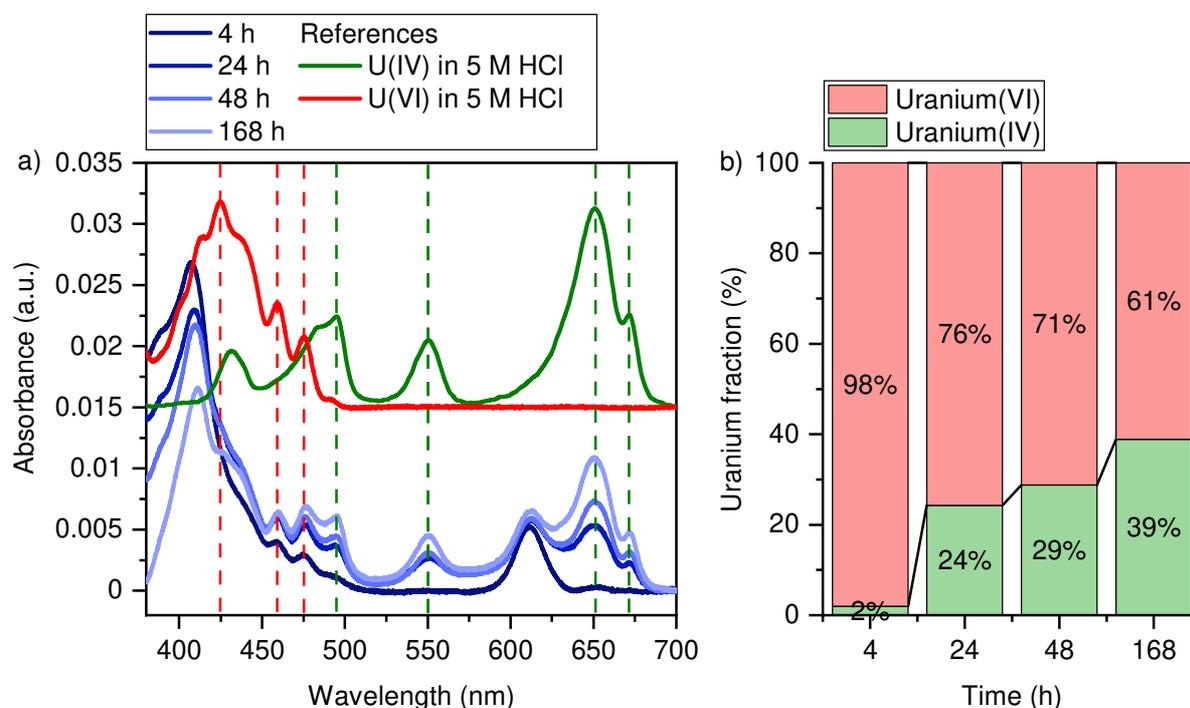 4 h References
24 h U(IV) in 5 M HCl
48 h U(VI) in 5 M HCl
168 h
Uranium(VI)
Uranium(IV)
a)
0.035
0.03
0.025
0.02
0.015
0.01
0.005
0
Absorbance (a.u.)
400 450 500 550 600 650 700
Wavelength (nm)
b)
100
80
60
40
20
0
Uranium fraction (%)
98% 76% 71% 61%
2% 24% 29% 39%
4 24 48 168
Time (h)